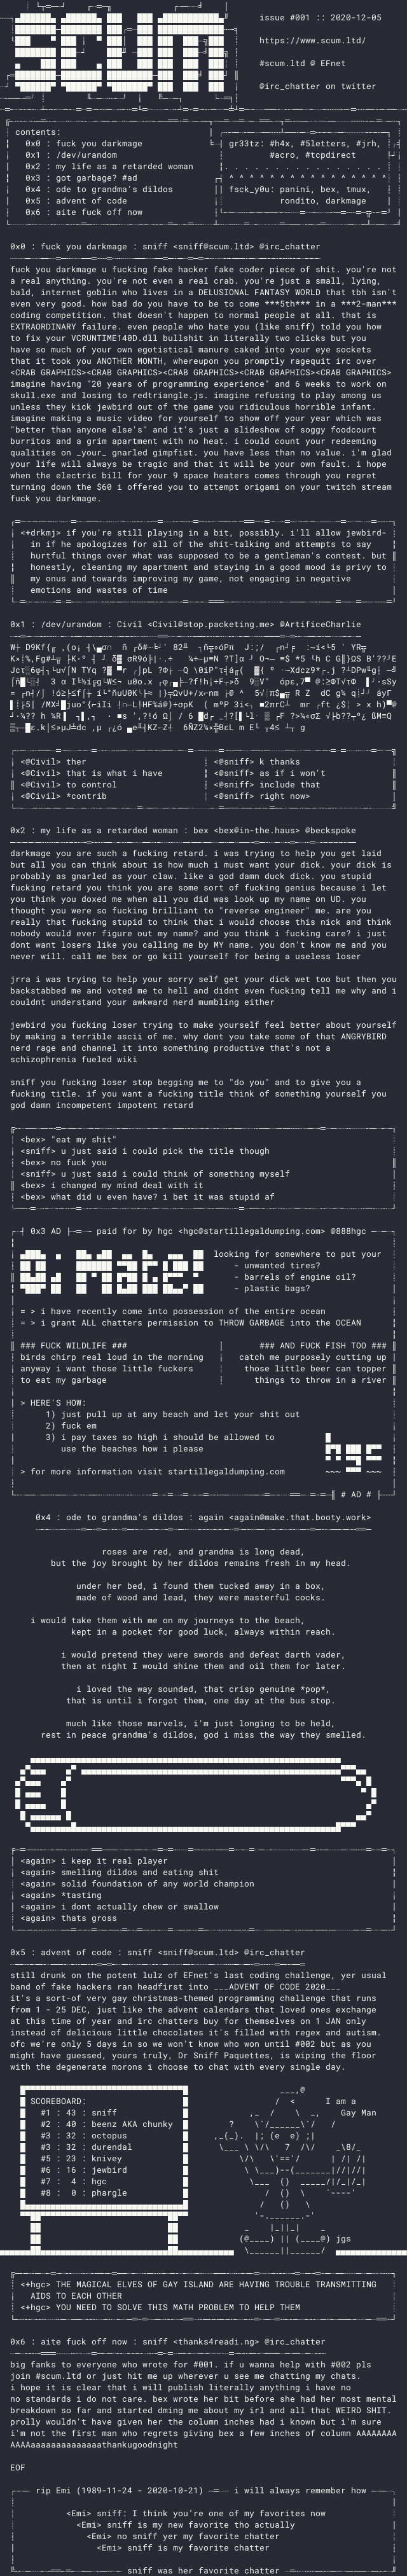 issue #001 :: 2020-12-05
https://www.scum.ltd/
#scum.ltd @ EFnet
@irc_chatter on twitter
contents:
gr33tz: #h4x, #5letters, #jrh,
0x0 : fuck you darkmage
#acro, #tcpdirect
0x1 : /dev/urandom
0x2 : my life as a retarded woman
0x3 : got garbage? #ad
0x4 : ode to grandma's dildos
fsck_y0u: panini, bex, tmux,
0x5 : advent of code
rondito, darkmage
0x6 : aite fuck off now
0x0 : fuck you darkmage : sniff <sniff@scum.ltd> @irc_chatter
fuck you darkmage u fucking fake hacker fake coder piece of shit. you're not
a real anything. you're not even a real crab. you're just a small, lying,
bald, internet goblin who lives in a DELUSIONAL FANTASY WORLD that tbh isn't
even very good. how bad do you have to be to come ***5th*** in a ***2-man***
coding competition. that doesn't happen to normal people at all. that is
EXTRAORDINARY failure. even people who hate you (like sniff) told you how
to fix your VCRUNTIME140D.dll bullshit in literally two clicks but you
have so much of your own egotistical manure caked into your eye sockets
that it took you ANOTHER MONTH, whereupon you promptly ragequit irc over
<CRAB GRAPHICS><CRAB GRAPHICS><CRAB GRAPHICS><CRAB GRAPHICS><CRAB GRAPHICS>
imagine having "20 years of programming experience" and 6 weeks to work on
skull.exe and losing to redtriangle.js. imagine refusing to play among us
unless they kick jewbird out of the game you ridiculous horrible infant.
imagine making a music video for yourself to show off your year which was
"better than anyone else's" and it's just a slideshow of soggy foodcourt
burritos and a grim apartment with no heat. i could count your redeeming
qualities on _your_ gnarled gimpfist. you have less than no value. i'm glad
your life will always be tragic and that it will be your own fault. i hope
when the electric bill for your 9 space heaters comes through you regret
turning down the $60 i offered you to attempt origami on your twitch stream
fuck you darkmage.
<+drkmj> if you're still playing in a bit, possibly. i'll allow jewbird-
in if he apologizes for all of the shit-talking and attempts to say
hurtful things over what was supposed to be a gentleman's contest. but
honestly, cleaning my apartment and staying in a good mood is privy to
my onus and towards improving my game, not engaging in negative
emotions and wastes of time
0x1 : /dev/urandom : Civil <Civil@stop.packeting.me> @ArtificeCharlie
<@Civil> ther
<@sniff> k thanks
<@Civil> that is what i have
<@sniff> as if i won't
<@Civil> to control
<@sniff> include that
<@Civil> *contrib
<@sniff> right now>
0x2 : my life as a retarded woman : bex <bex@in-the.haus> @beckspoke
darkmage you are such a fucking retard. i was trying to help you get laid
but all you can think about is how much i must want your dick. your dick is
probably as gnarled as your claw. like a god damn duck dick. you stupid
fucking retard you think you are some sort of fucking genius because i let
you think you doxed me when all you did was look up my name on UD. you
thought you were so fucking brilliant to "reverse engineer" me. are you
really that fucking stupid to think that i would choose this nick and think
nobody would ever figure out my name? and you think i fucking care? i just
dont want losers like you calling me by MY name. you don't know me and you
never will. call me bex or go kill yourself for being a useless loser
jrra i was trying to help your sorry self get your dick wet too but then you
backstabbed me and voted me to hell and didnt even fucking tell me why and i
couldnt understand your awkward nerd mumbling either
jewbird you fucking loser trying to make yourself feel better about yourself
by making a terrible ascii of me. why dont you take some of that ANGRYBIRD
nerd rage and channel it into something productive that's not a
schizophrenia fueled wiki
sniff you fucking loser stop begging me to "do you" and to give you a
fucking title. if you want a fucking title think of something yourself you
god damn incompetent impotent retard
<bex> "eat my shit"
<sniff> u just said i could pick the title though
<bex> no fuck you
<sniff> u just said i could think of something myself
<bex> i changed my mind deal with it
<bex> what did u even have? i bet it was stupid af
0x3 AD paid for by hgc <hgc@startillegaldumping.com> @888hgc
looking for somewhere to put your
- unwanted tires?
- barrels of engine oil?
- plastic bags?
= > i have recently come into possession of the entire ocean
= > i grant ALL chatters permission to THROW GARBAGE into the OCEAN
### FUCK WILDLIFE ###
### AND FUCK FISH TOO ###
birds chirp real loud in the morning
catch me purposely cutting up
anyway i want those little fuckers
those little beer can topper
to eat my garbage
things to throw in a river
> HERE'S HOW:
1) just pull up at any beach and let your shit out
2) fuck em
3) i pay taxes so high i should be allowed to
use the beaches how i please
> for more information visit startillegaldumping.com
# AD #
0x4 : ode to grandma's dildos : again <again@make.that.booty.work>
roses are red, and grandma is long dead,
but the joy brought by her dildos remains fresh in my head.
under her bed, i found them tucked away in a box,
made of wood and lead, they were masterful cocks.
i would take them with me on my journeys to the beach,
kept in a pocket for good luck, always within reach.
i would pretend they were swords and defeat darth vader,
then at night I would shine them and oil them for later.
i loved the way sounded, that crisp genuine *pop*,
that is until i forgot them, one day at the bus stop.
much like those marvels, i'm just longing to be held,
rest in peace grandma's dildos, god i miss the way they smelled.
<again> i keep it real player
<again> smelling dildos and eating shit
<again> solid foundation of any world champion
<again> *tasting
<again> i dont actually chew or swallow
<again> thats gross
0x5 : advent of code : sniff <sniff@scum.ltd> @irc_chatter
still drunk on the potent lulz of EFnet's last coding challenge, yer usual
band of fake hackers ran headfirst into ___ADVENT OF CODE 2020___
it's a sort-of very gay christmas-themed programming challenge that runs
from 1 - 25 DEC, just like the advent calendars that loved ones exchange
at this time of year and irc chatters buy for themselves on 1 JAN only
instead of delicious little chocolates it's filled with regex and autism.
ofc we're only 5 days in so we won't know who won until #002 but as you
might have guessed, yours truly, Dr Sniff Paquettes, is wiping the floor
with the degenerate morons i choose to chat with every single day.
SCOREBOARD:
I am a
#1 : 43 : sniff
Gay Man
#2 : 40 : beenz AKA chunky
#3 : 32 : octopus
#3 : 32 : durendal
#5 : 23 : knivey
#6 : 16 : jewbird
#7 : 4 : hgc
#8 : 0 : phargle
jgs
<+hgc> THE MAGICAL ELVES OF GAY ISLAND ARE HAVING TROUBLE TRANSMITTING
AIDS TO EACH OTHER
<+hgc> YOU NEED TO SOLVE THIS MATH PROBLEM TO HELP THEM
0x6 : aite fuck off now : sniff <thanks4readi.ng> @irc_chatter
big fanks to everyone who wrote for #001. if u wanna help with #002 pls
join #scum.ltd or just hit me up wherever u see me chatting my chats.
i hope it is clear that i will publish literally anything i have no
no standards i do not care. bex wrote her bit before she had her most mental
breakdown so far and started dming me about my irl and all that WEIRD SHIT.
prolly wouldn't have given her the column inches had i known but i'm sure
i'm not the first man who regrets giving bex a few inches of column AAAAAAAA
AAAAaaaaaaaaaaaaaathankugoodnight
EOF
rip Emi (1989-11-24 - 2020-10-21) i will always remember how
<Emi> sniff: I think you're one of my favorites now
<Emi> sniff is my new favorite tho actually
<Emi> no sniff yer my favorite chatter
<Emi> sniff is my favorite chatter
sniff was her favorite chatter